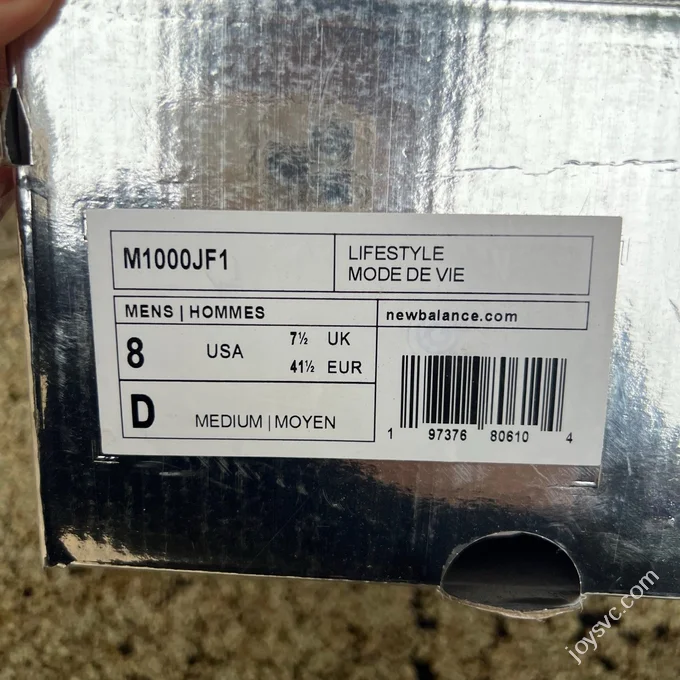 M1000JF1
LIFESTYLE
MODE DE VIE
MENS | HOMMES
newbalance.com
8 USA 7½ UK
41½ EUR
D MEDIUM | MOYEN
1 97376 80610 4
joysvc.com